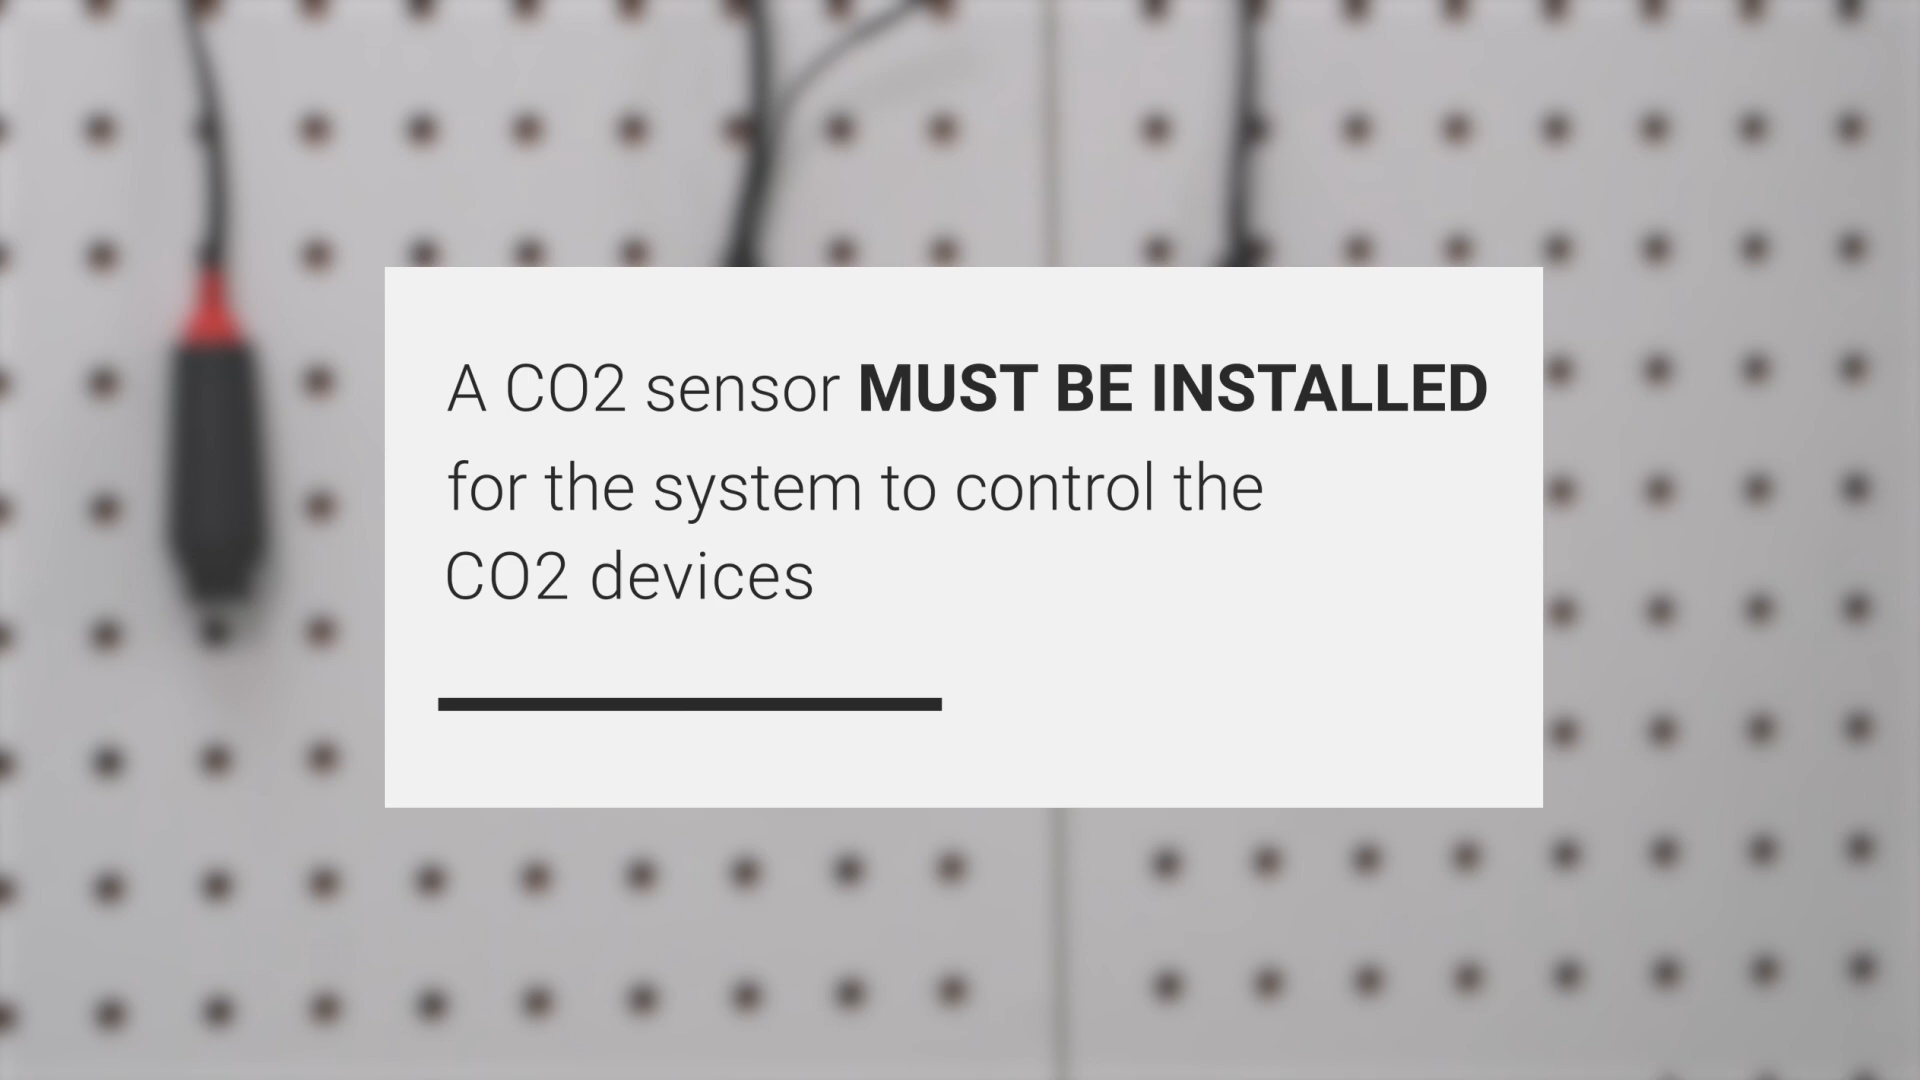 A CO2 sensor MUST BE INSTALLED
for the system to control the
CO2 devices